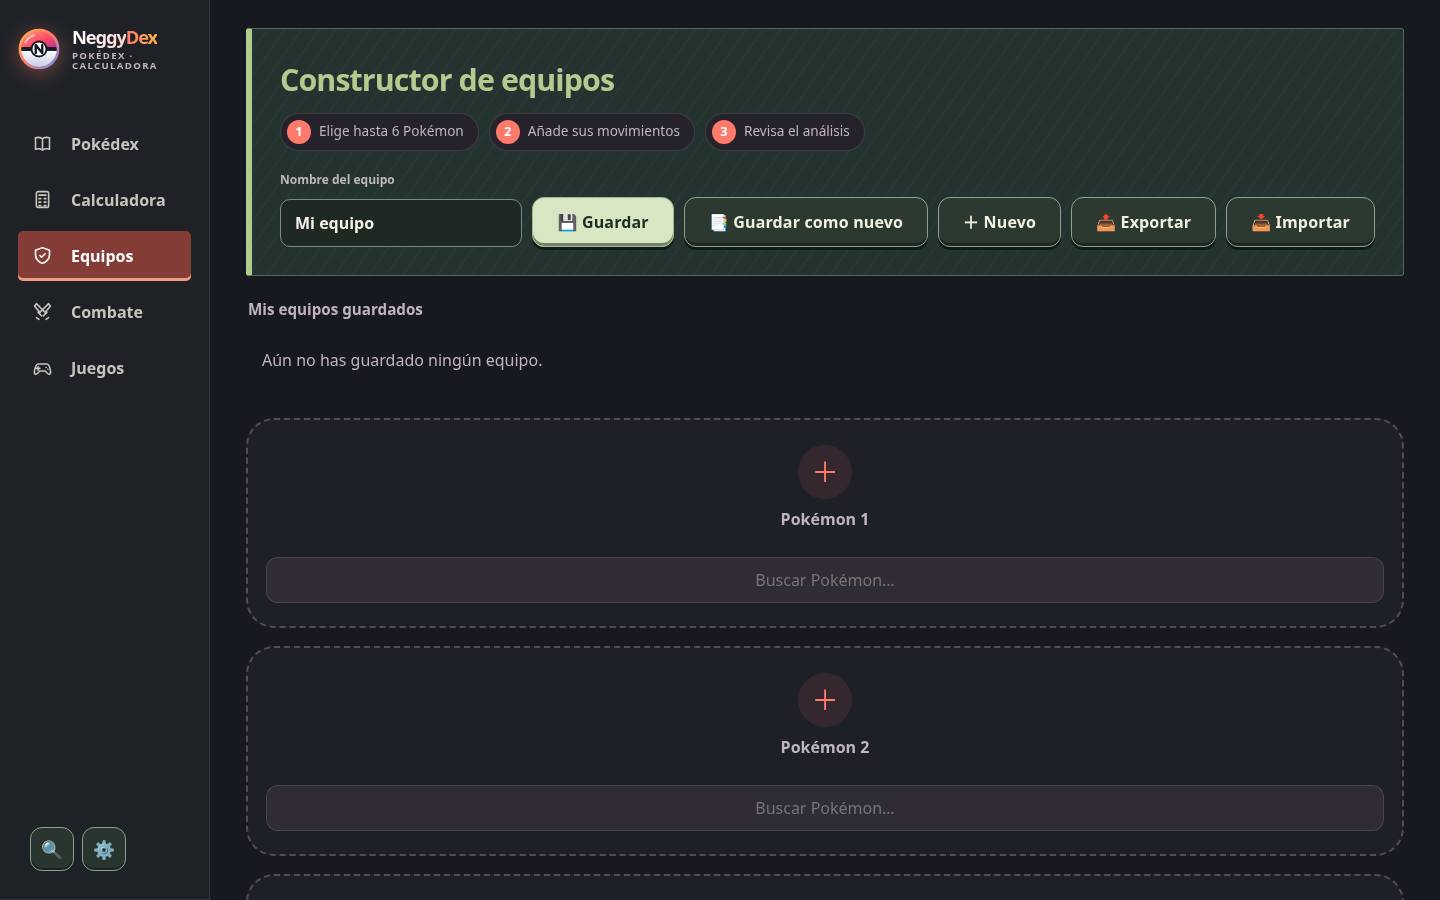 NeggyDex
POKÉDEX ·
CALCULADORA
Pokédex
Calculadora
Equipos
Combate
Juegos
Constructor de equipos
1 Elige hasta 6 Pokémon
2 Añade sus movimientos
3 Revisa el análisis
Nombre del equipo
Mi equipo
Guardar
Guardar como nuevo
Nuevo
Exportar
Importar
Mis equipos guardados
Aún no has guardado ningún equipo.
Pokémon 1
Buscar Pokémon...
Pokémon 2
Buscar Pokémon...